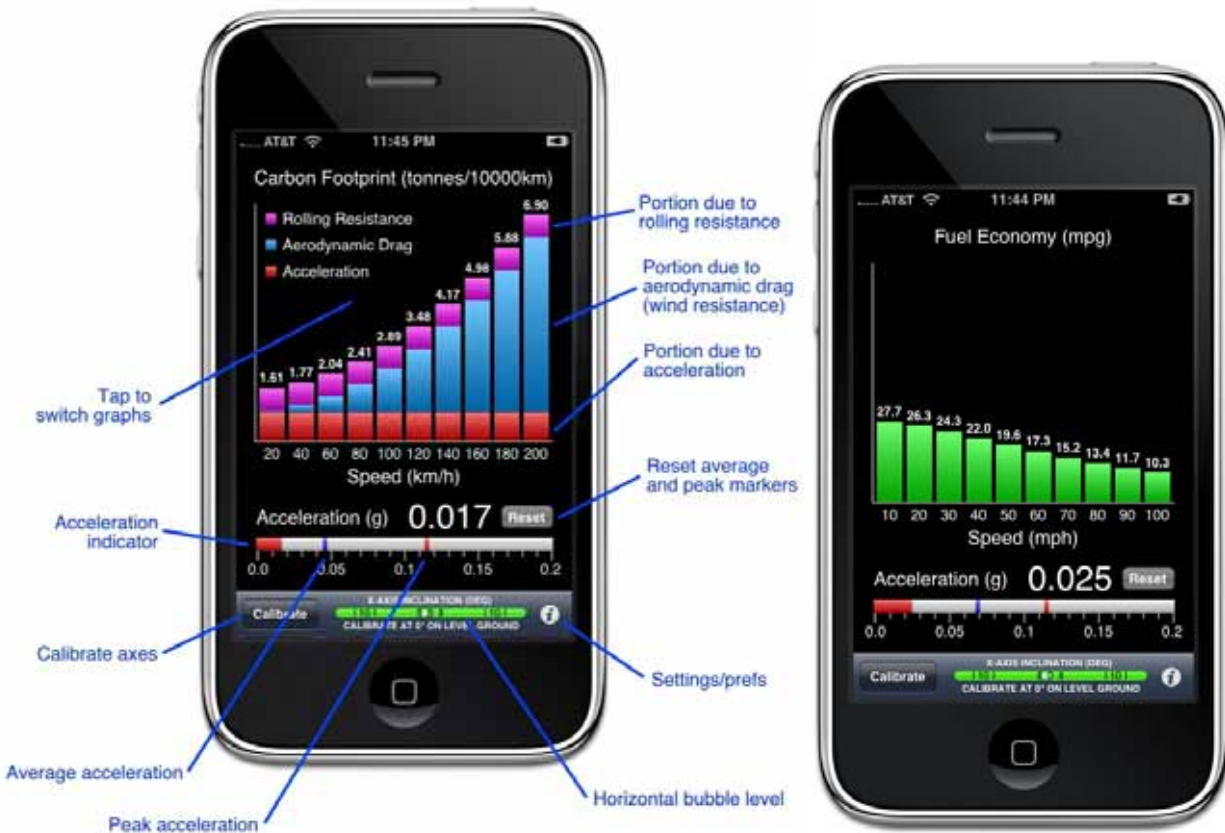 AT&T 11:45 PM
Carbon Footprint (tonnes/10000km)
Rolling Resistance
Aerodynamic Drag
Acceleration
1.61 1.77 2.04 2.41 2.89 3.48 4.17 4.98 5.88 6.90
20 40 60 80 100 120 140 160 180 200
Speed (km/h)
Acceleration (g) 0.017 Reset
0.0 0.05 0.1 0.15 0.2
Calibrate
X-AXIS INCLINATION (DEG)
10 10
CALIBRATE AT 0° ON LEVEL GROUND
i
Tap to
switch graphs
Acceleration
indicator
Calibrate axes
Average acceleration
Peak acceleration
Portion due to
rolling resistance
Portion due to
aerodynamic drag
(wind resistance)
Portion due to
acceleration
Reset average
and peak markers
Settings/prefs
Horizontal bubble level
AT&T 11:44 PM
Fuel Economy (mpg)
27.7 26.3 24.3 22.0 19.6 17.3 15.2 13.4 11.7 10.3
10 20 30 40 50 60 70 80 90 100
Speed (mph)
Acceleration (g) 0.025 Reset
0.0 0.05 0.1 0.15 0.2
Calibrate
X-AXIS INCLINATION (DEG)
10 10
CALIBRATE AT 0° ON LEVEL GROUND
i